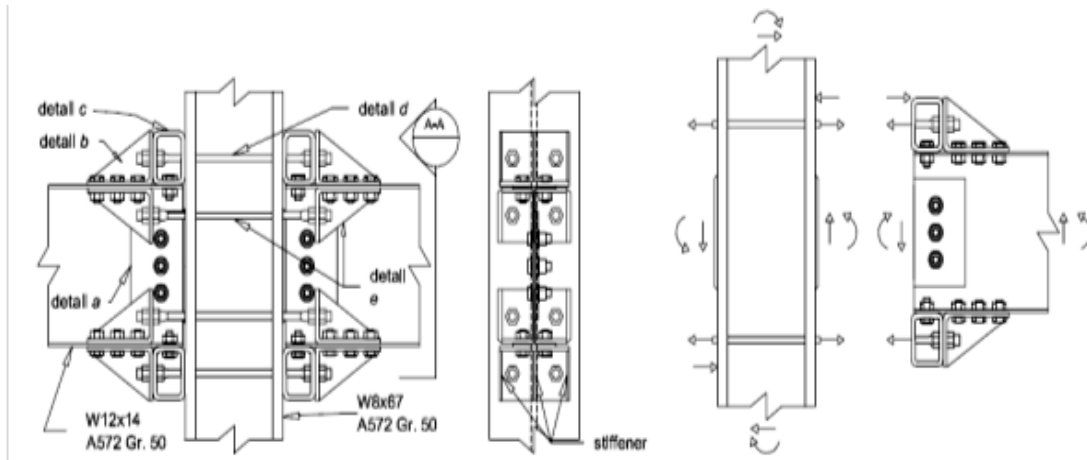 detail c
detail b
detail d
A-A
detail a
detail
e
W12x14
A572 Gr. 50
W8x67
A572 Gr. 50
stiffener